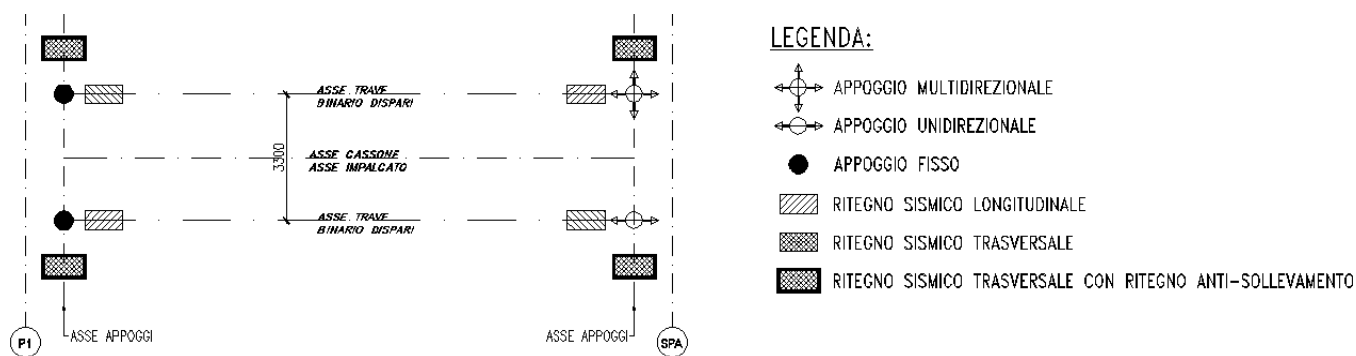 ASSE TRAVE
BINARIO DISPARI
3300
ASSE CASSONE
ASSE IMPALCATO
ASSE TRAVE
BINARIO DISPARI
P1
ASSE APPOGGI
ASSE APPOGGI
SPA
LEGENDA:
APPOGGIO MULTIDIREZIONALE
APPOGGIO UNIDIREZIONALE
APPOGGIO FISSO
RITEGNO SISMICO LONGITUDINALE
RITEGNO SISMICO TRASVERSALE
RITEGNO SISMICO TRASVERSALE CON RITEGNO ANTI-SOLLEVAMENTO